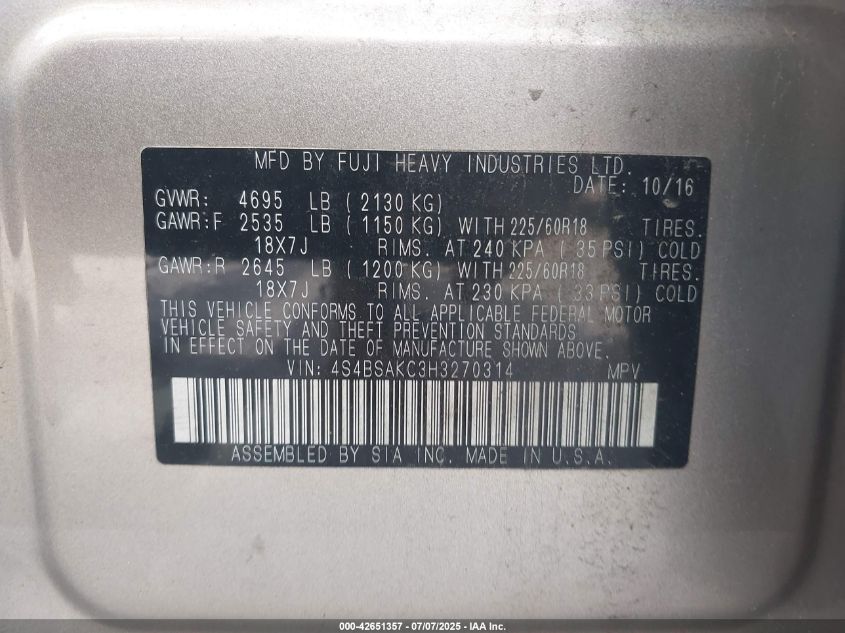 MFD BY FUJI HEAVY INDUSTRIES LTD.
DATE: 10/16
GVWR: 4695 LB ( 2130 KG)
GAWR:F 2535 LB ( 1150 KG) WITH 225/60R18 TIRES.
18X7J RIMS. AT 240 KPA ( 35 PSI) COLD
GAWR:R 2645 LB ( 1200 KG) WITH 225/60R18 TIRES.
18X7J RIMS. AT 230 KPA ( 33 PSI) COLD
THIS VEHICLE CONFORMS TO ALL APPLICABLE FEDERAL MOTOR
VEHICLE SAFETY AND THEFT PREVENTION STANDARDS
IN EFFECT ON THE DATE OF MANUFACTURE SHOWN ABOVE.
VIN: 4S4BSAKC3H3270314 MPV
ASSEMBLED BY SIA INC. MADE IN U.S.A.
000-42651357 - 07/07/2025 - IAA Inc.